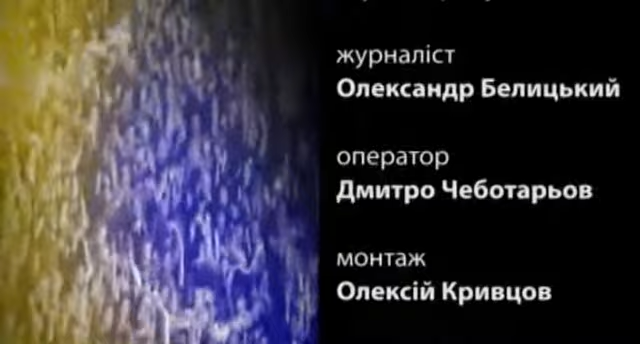 журналіст
Олександр Белицький
оператор
Дмитро Чеботарьов
монтаж
Олексій Кривцов